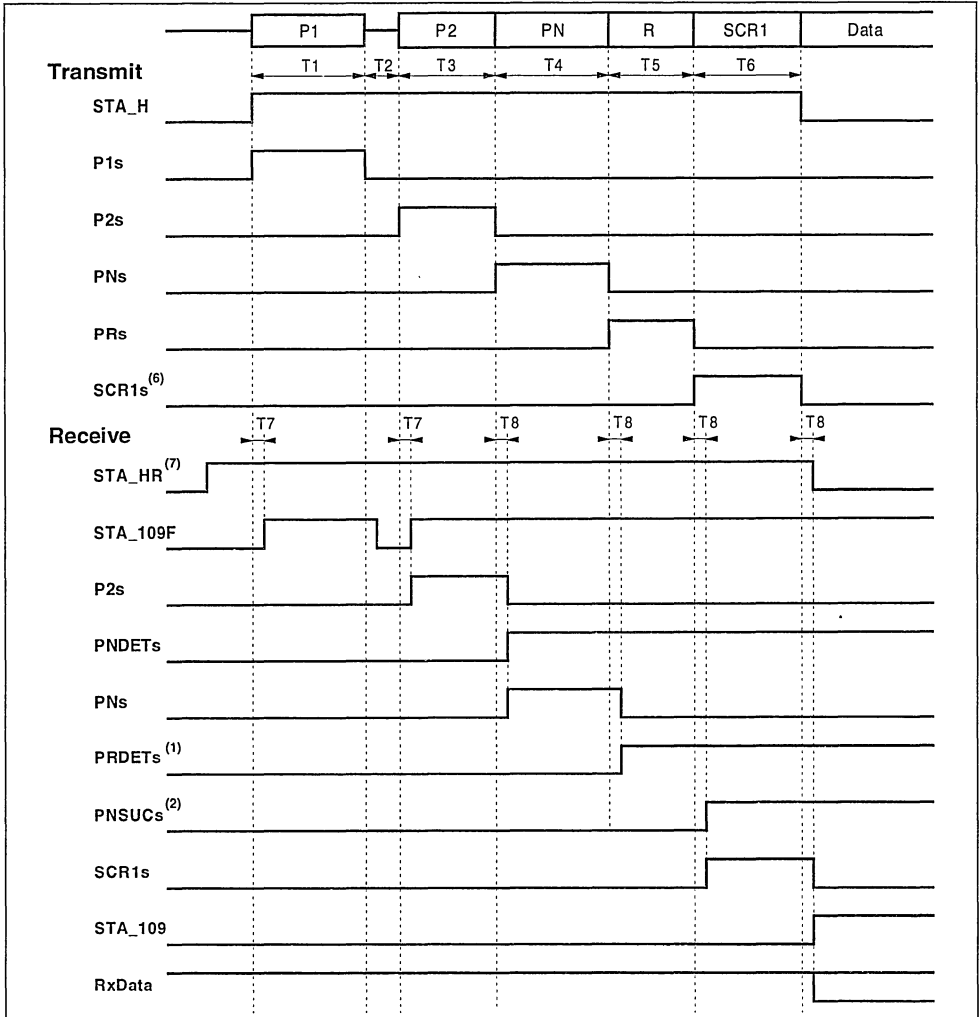 P1 P2 PN R SCR1 Data
Transmit T1 T2 T3 T4 T5 T6
STA_H
P1s
P2s
PNs
PRs
SCR1s(6)
Receive T7 T7 T8 T8 T8 T8
STA_HR(7)
STA_109F
P2s
PNDETs
PNs
PRDETs (1)
PNSUCs(2)
SCR1s
STA_109
RxData